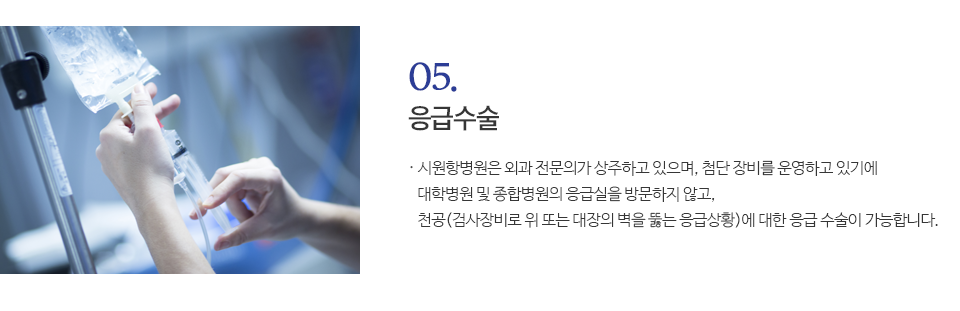 05.
응급수술
· 시원항병원은 외과 전문의가 상주하고 있으며, 첨단 장비를 운영하고 있기에
대학병원 및 종합병원의 응급실을 방문하지 않고,
천공(검사장비로 위 또는 대장의 벽을 뚫는 응급상황)에 대한 응급 수술이 가능합니다.